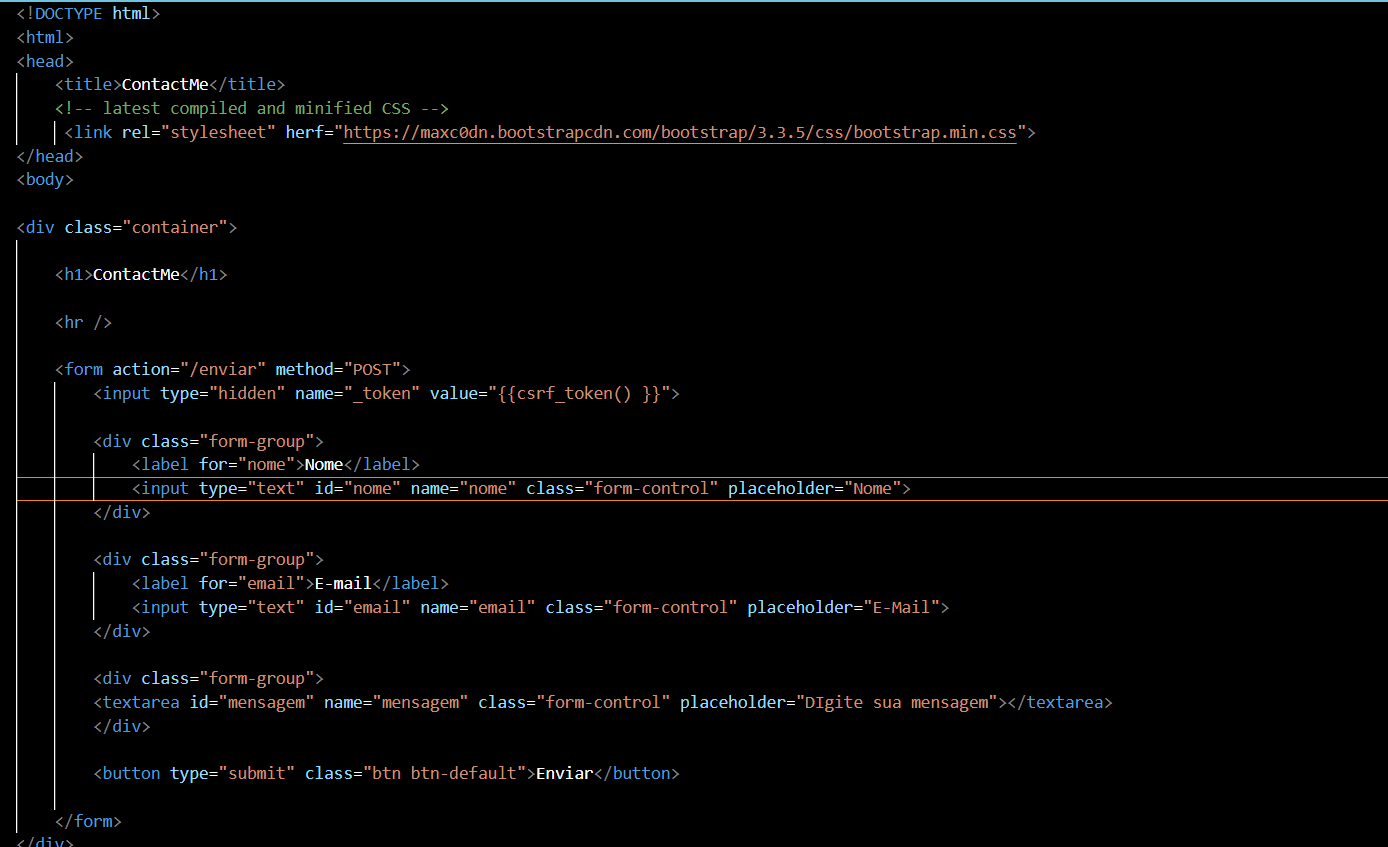 <!DOCTYPE html>
<html>
<head>
    <title>ContactMe</title>
    <!-- latest compiled and minified CSS -->
     <link rel="stylesheet" herf="https://maxc0dn.bootstrapcdn.com/bootstrap/3.3.5/css/bootstrap.min.css">
</head>
<body>

<div class="container">

    <h1>ContactMe</h1>

    <hr />

    <form action="/enviar" method="POST">
        <input type="hidden" name="_token" value="{{csrf_token() }}">

        <div class="form-group">
            <label for="nome">Nome</label>
            <input type="text" id="nome" name="nome" class="form-control" placeholder="Nome">
        </div>

        <div class="form-group">
            <label for="email">E-mail</label>
            <input type="text" id="email" name="email" class="form-control" placeholder="E-Mail">
        </div>

        <div class="form-group">
        <textarea id="mensagem" name="mensagem" class="form-control" placeholder="DIgite sua mensagem"></textarea>
        </div>

        <button type="submit" class="btn btn-default">Enviar</button>

    </form>
</div>